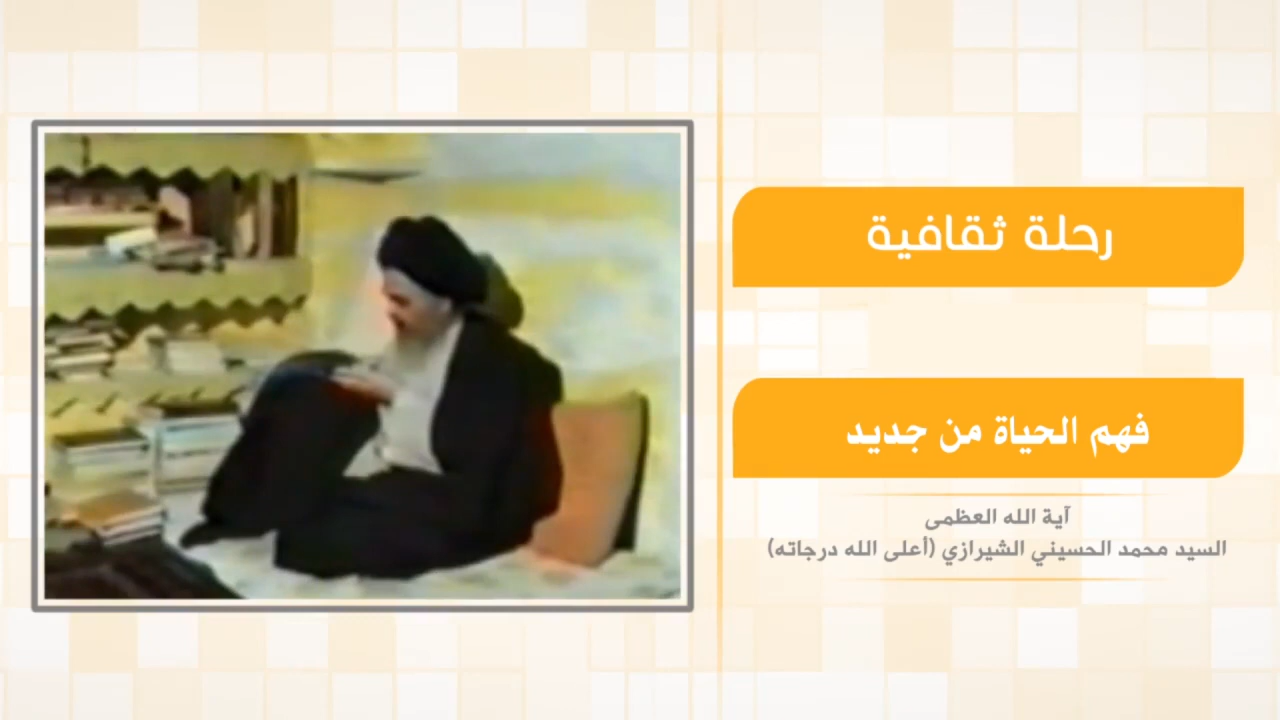 رحلة ثقافية
فهم الحياة من جديد
آية الله العظمى
السيد محمد الحسيني الشيرازي (أعلى الله درجاته)